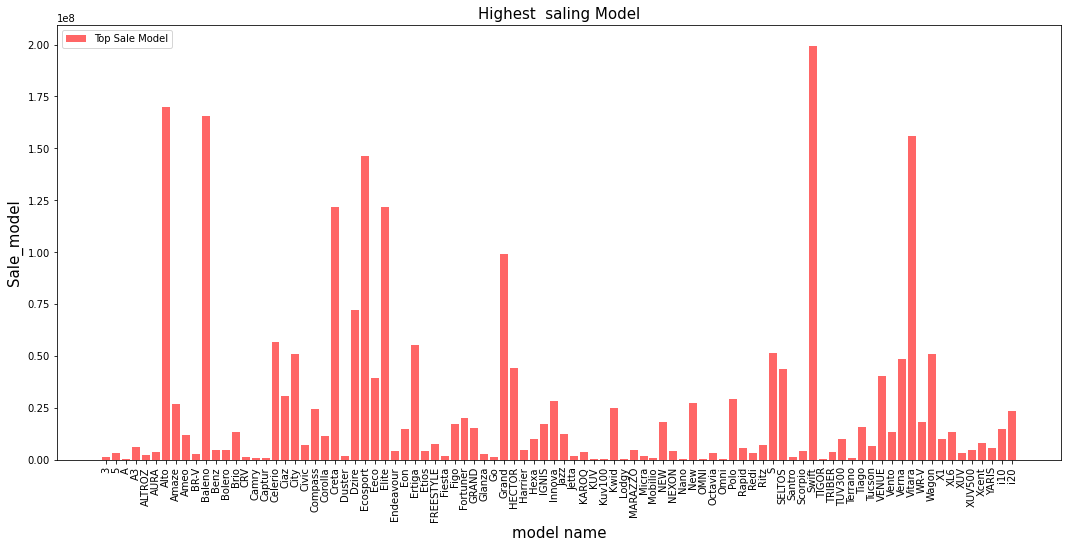 Highest  saling Model
1e8
Top Sale Model
2.00
1.75
1.50
1.25
1.00
0.75
0.50
0.25
0.00
Sale_model
3
5
A
A3
ALTROZ
AURA
Alto
Amaze
Ameo
BR-V
Baleno
Benz
Bolero
Brio
CRV
Camry
Captur
Celerio
Ciaz
City
Civic
Compass
Corolla
Creta
Duster
Dzire
Ecosport
Eeco
Elite
Endeavour
Eon
Ertiga
Etios
FREESTYLE
Fiesta
Figo
Fortuner
GRAND
Glanza
Go
Grand
HECTOR
Harrier
Hexa
IGNIS
Innova
Jazz
Jetta
KAROQ
KUV
Kuv100
Kwid
Lodgy
MARAZZO
Micra
Mobilio
NEW
NEXON
Nano
New
OMNI
Octavia
Omni
Polo
Rapid
Redi
Ritz
S
SELTOS
Santro
Scorpio
Swift
TIGOR
TRIBER
TUV300
Terrano
Tiago
Tucson
VENUE
Vento
Verna
Vitara
WR-V
Wagon
X1
XL6
XUV
XUV500
Xcent
YARIS
i10
i20
model name